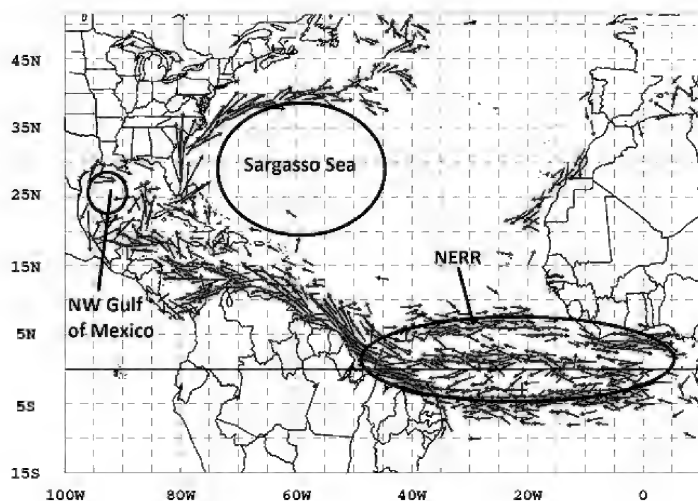 45N
35N
Sargasso Sea
25N
15N
NERR
NW Gulf
of Mexico
5N
5S
15S
100W 80W 60W 40W 20W 0